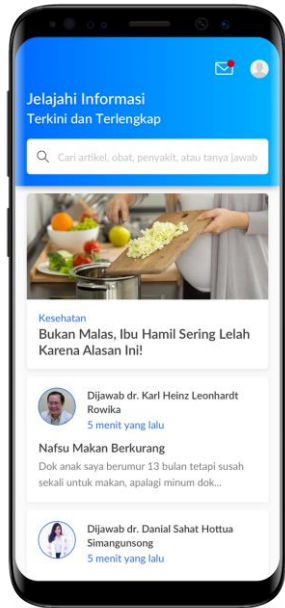 Jelajahi Informasi
Terkini dan Terlengkap
Cari artikel, obat, penyakit, atau tanya jawab
Kesehatan
Bukan Malas, Ibu Hamil Sering Lelah
Karena Alasan Ini!
Dijawab dr. Karl Heinz Leonhardt
Rowika
5 menit yang lalu
Nafsu Makan Berkurang
Dok anak saya berumur 13 bulan tetapi susah
sekali untuk makan, apalagi minum dok...
Dijawab dr. Danial Sahat Hottua
Simangungsong
5 menit yang lalu